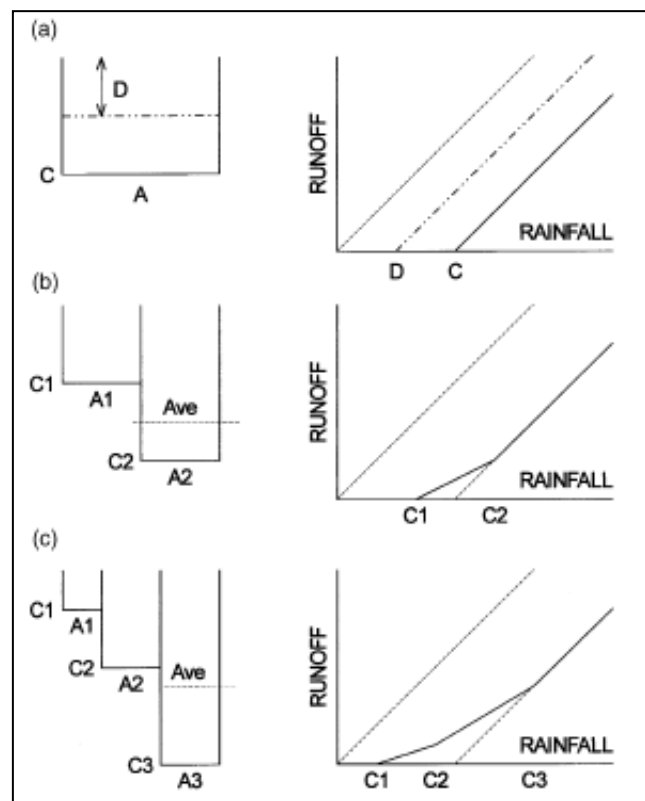 (a)
D
C
A
RUNOFF
RAINFALL
D C
(b)
C1
A1
Ave
C2
A2
RUNOFF
RAINFALL
C1 C2
(c)
C1
A1
C2
A2
Ave
C3
A3
RUNOFF
RAINFALL
C1 C2 C3